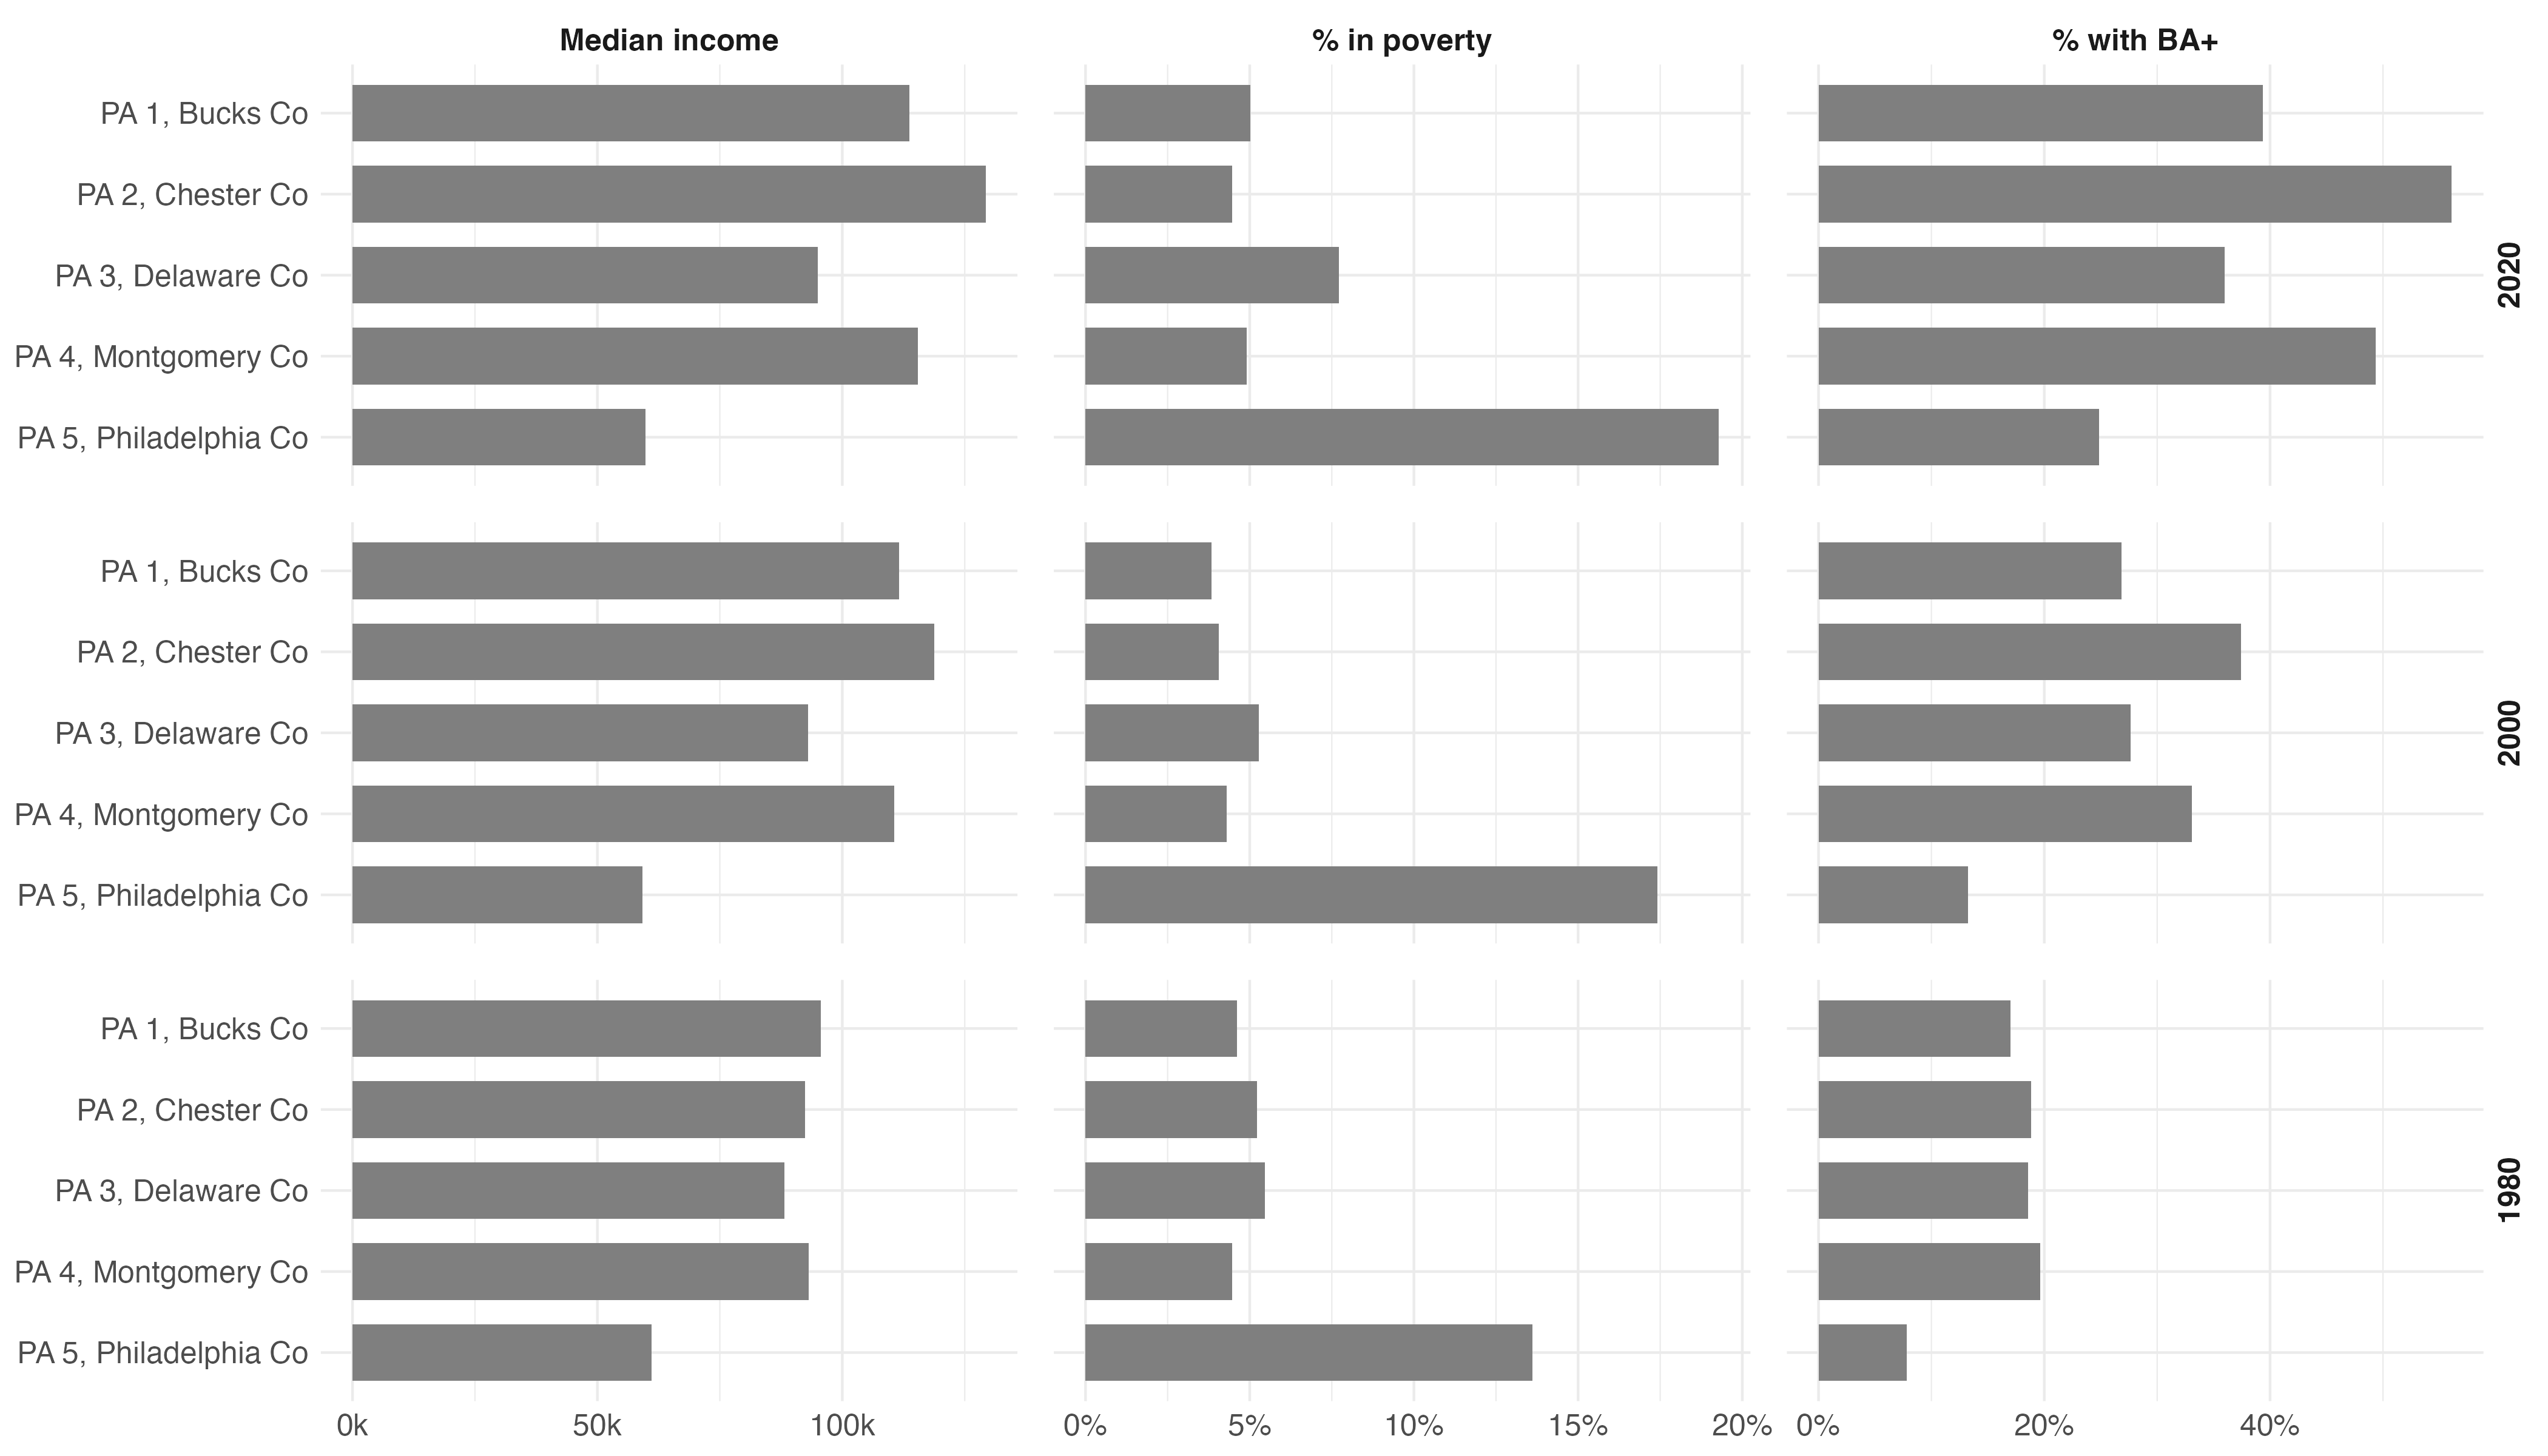 Median income
% in poverty
% with BA+
PA 1, Bucks Co
PA 2, Chester Co
PA 3, Delaware Co
PA 4, Montgomery Co
PA 5, Philadelphia Co
2020
PA 1, Bucks Co
PA 2, Chester Co
PA 3, Delaware Co
PA 4, Montgomery Co
PA 5, Philadelphia Co
2000
PA 1, Bucks Co
PA 2, Chester Co
PA 3, Delaware Co
PA 4, Montgomery Co
PA 5, Philadelphia Co
1980
0k 50k 100k
0% 5% 10% 15% 20%
0% 20% 40%